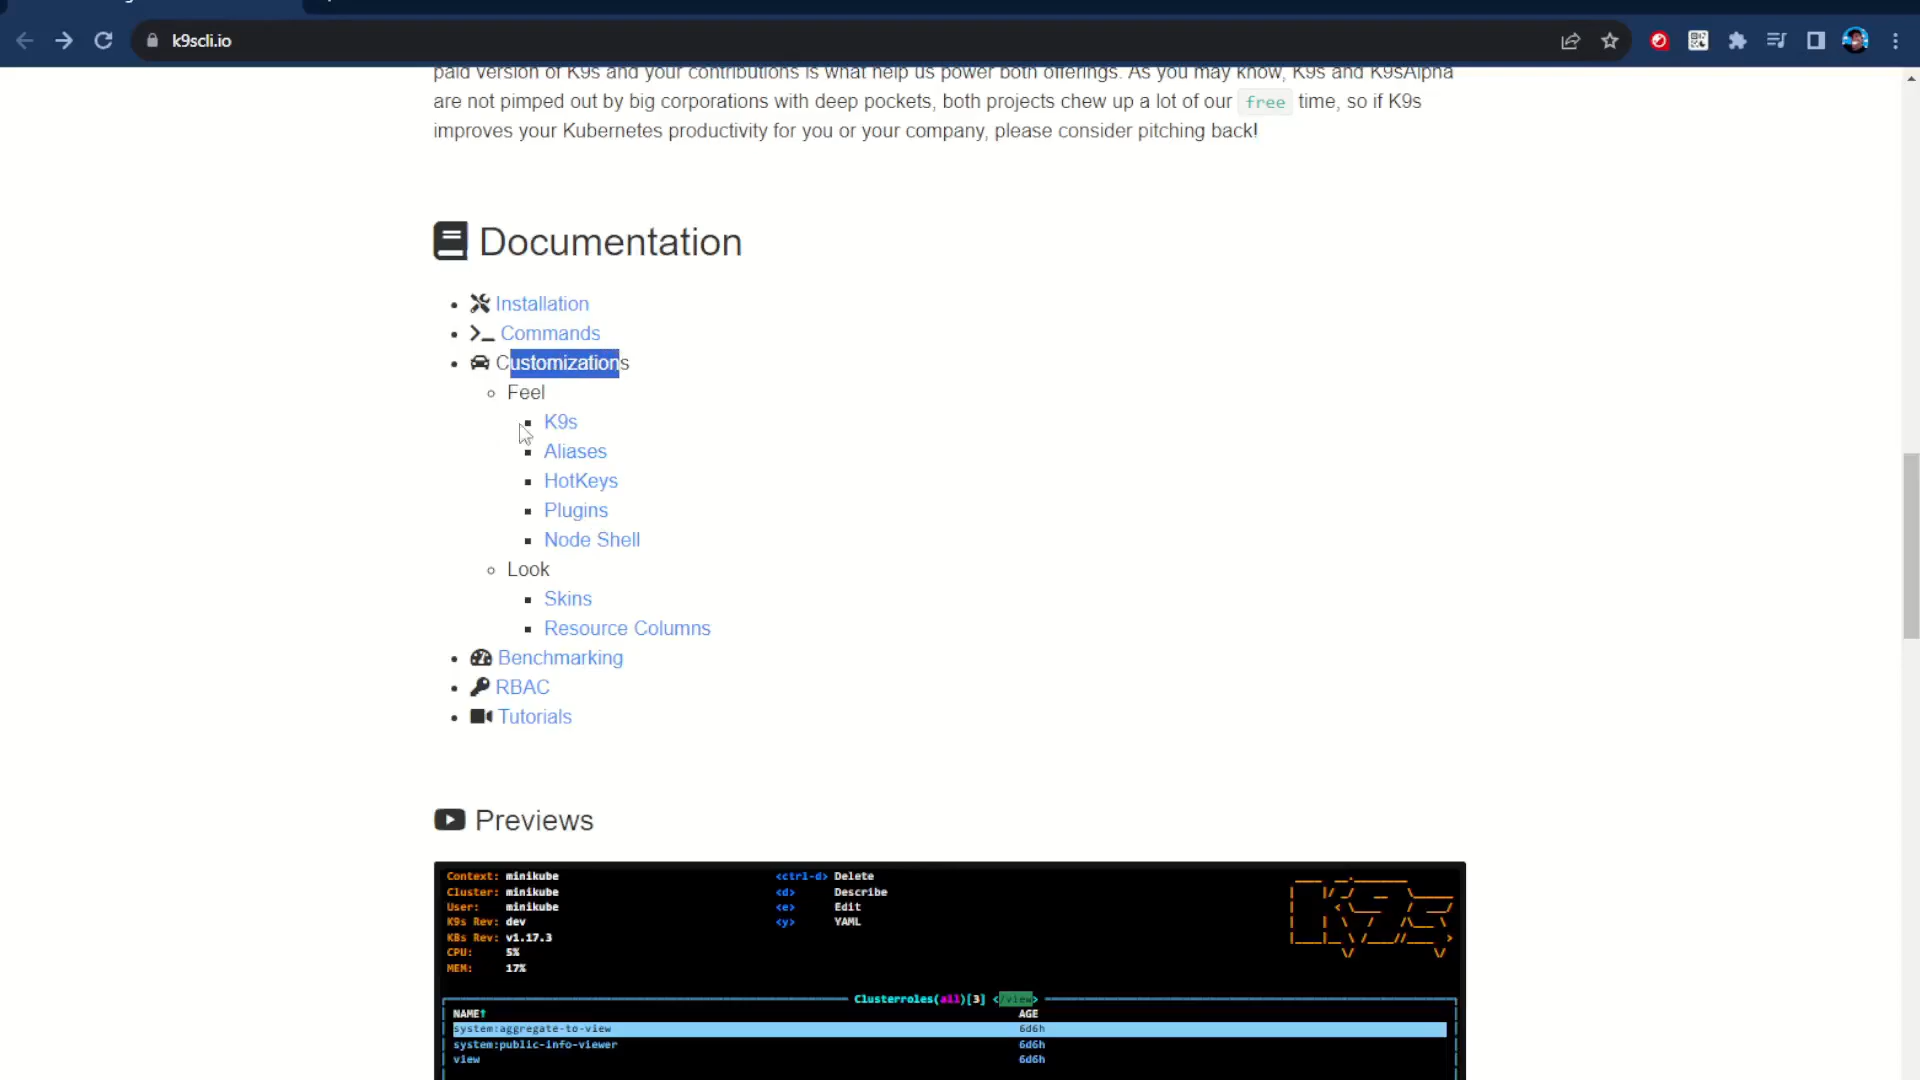 k9scli.io
paid version of K9s and your contributions is what help us power both offerings. As you may know, K9s and K9sAlpha
are not pimped out by big corporations with deep pockets, both projects chew up a lot of our free time, so if K9s
improves your Kubernetes productivity for you or your company, please consider pitching back!
Documentation
Installation
Commands
Customizations
Feel
K9s
Aliases
HotKeys
Plugins
Node Shell
Look
Skins
Resource Columns
Benchmarking
RBAC
Tutorials
Previews
Context: minikube <ctrl-d> Delete
Cluster: minikube <d> Describe
User: minikube <e> Edit
K9s Rev: dev <y> YAML
K8s Rev: v1.17.3
CPU: 5%
MEM: 17%
Clusterroles(all)[3] </view>
NAME↑ AGE
system:aggregate-to-view 6d6h
system:public-info-viewer 6d6h
view 6d6h